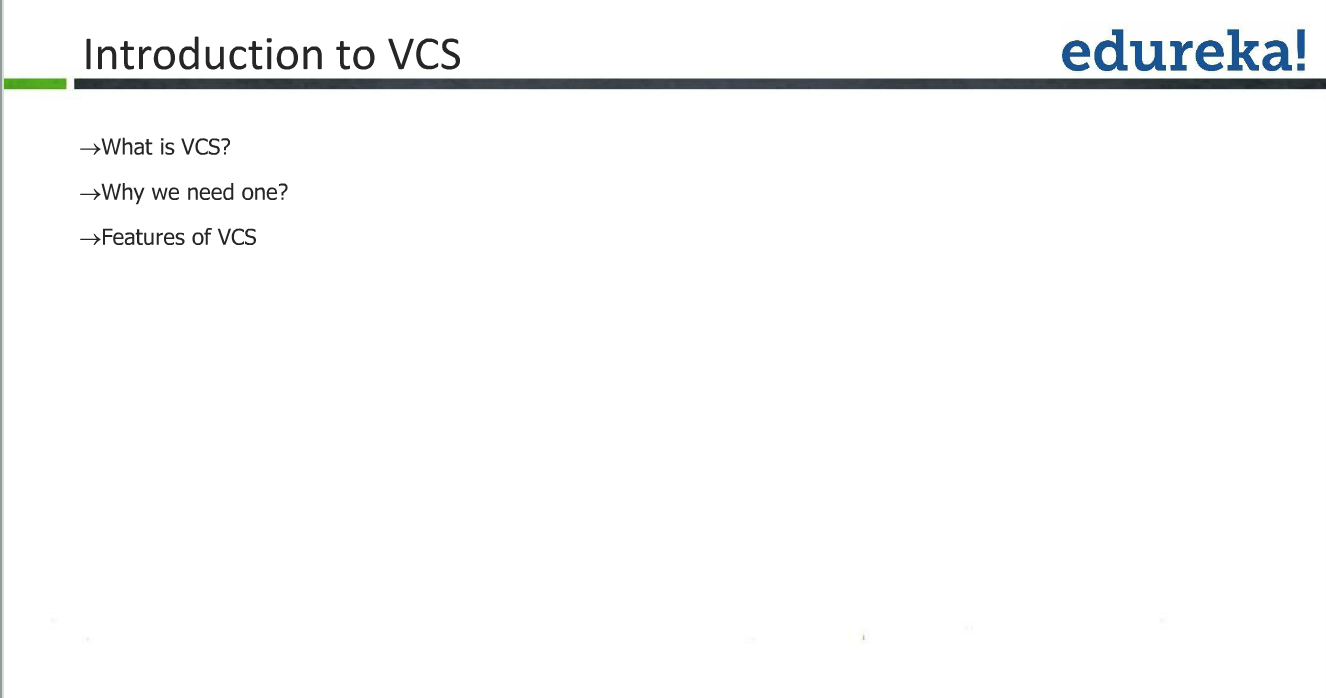 Introduction to VCS
edureka!
→What is VCS?
→Why we need one?
→Features of VCS